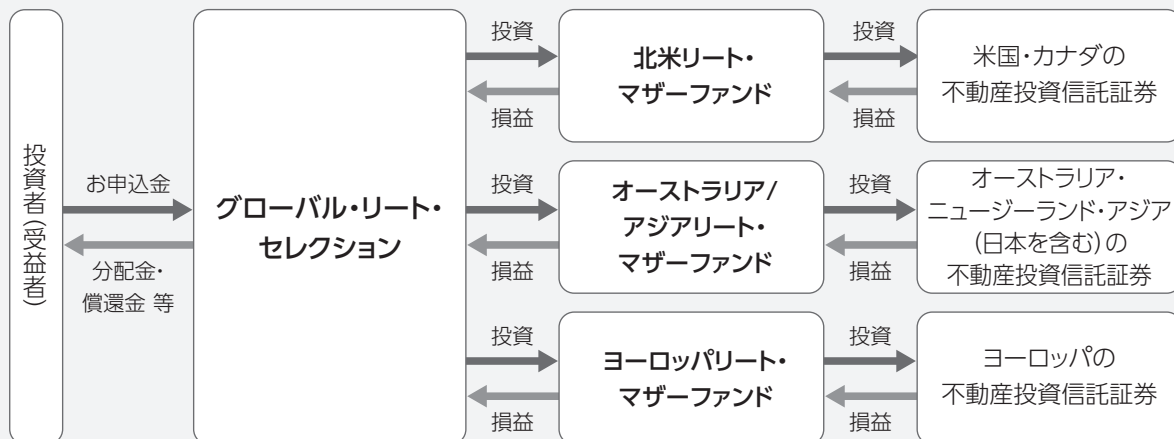 投資者(受益者)
お申込金
分配金・
償還金 等
グローバル・リート・
セレクション
投資
損益
北米リート・
マザーファンド
投資
損益
米国・カナダの
不動産投資信託証券
投資
損益
オーストラリア/
アジアリート・
マザーファンド
投資
損益
オーストラリア・
ニュージーランド・アジア
(日本を含む)の
不動産投資信託証券
投資
損益
ヨーロッパリート・
マザーファンド
投資
損益
ヨーロッパの
不動産投資信託証券